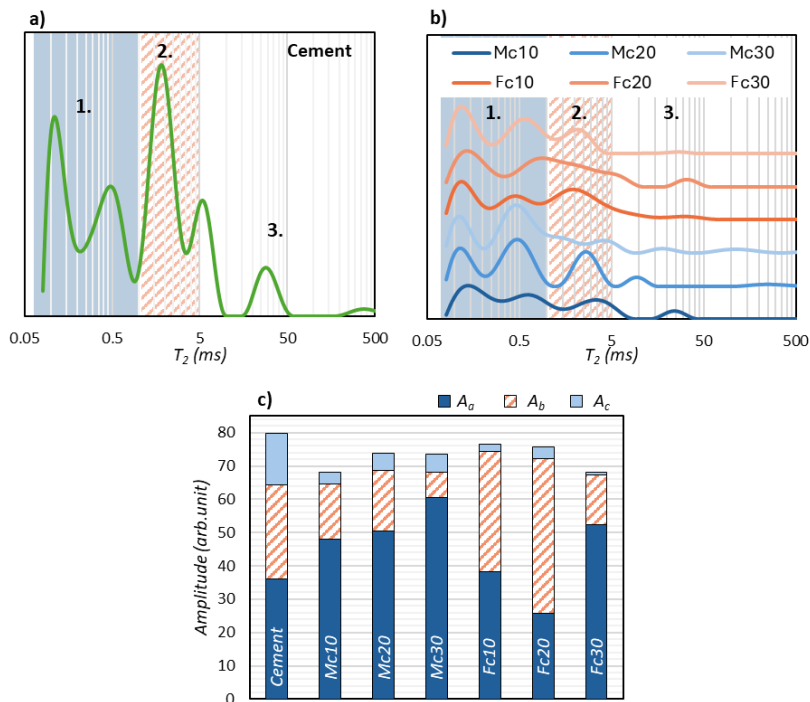 a)
Cement
1.
2.
3.
0.05 0.5 5 50 500
T2 (ms)
b)
Mc10 Mc20 Mc30
Fc10 Fc20 Fc30
1. 2. 3.
0.05 0.5 5 50 500
T2 (ms)
c)
Aa Ab Ac
Amplitude (arb.unit)
80
70
60
50
40
30
20
10
0
Cement Mc10 Mc20 Mc30 Fc10 Fc20 Fc30